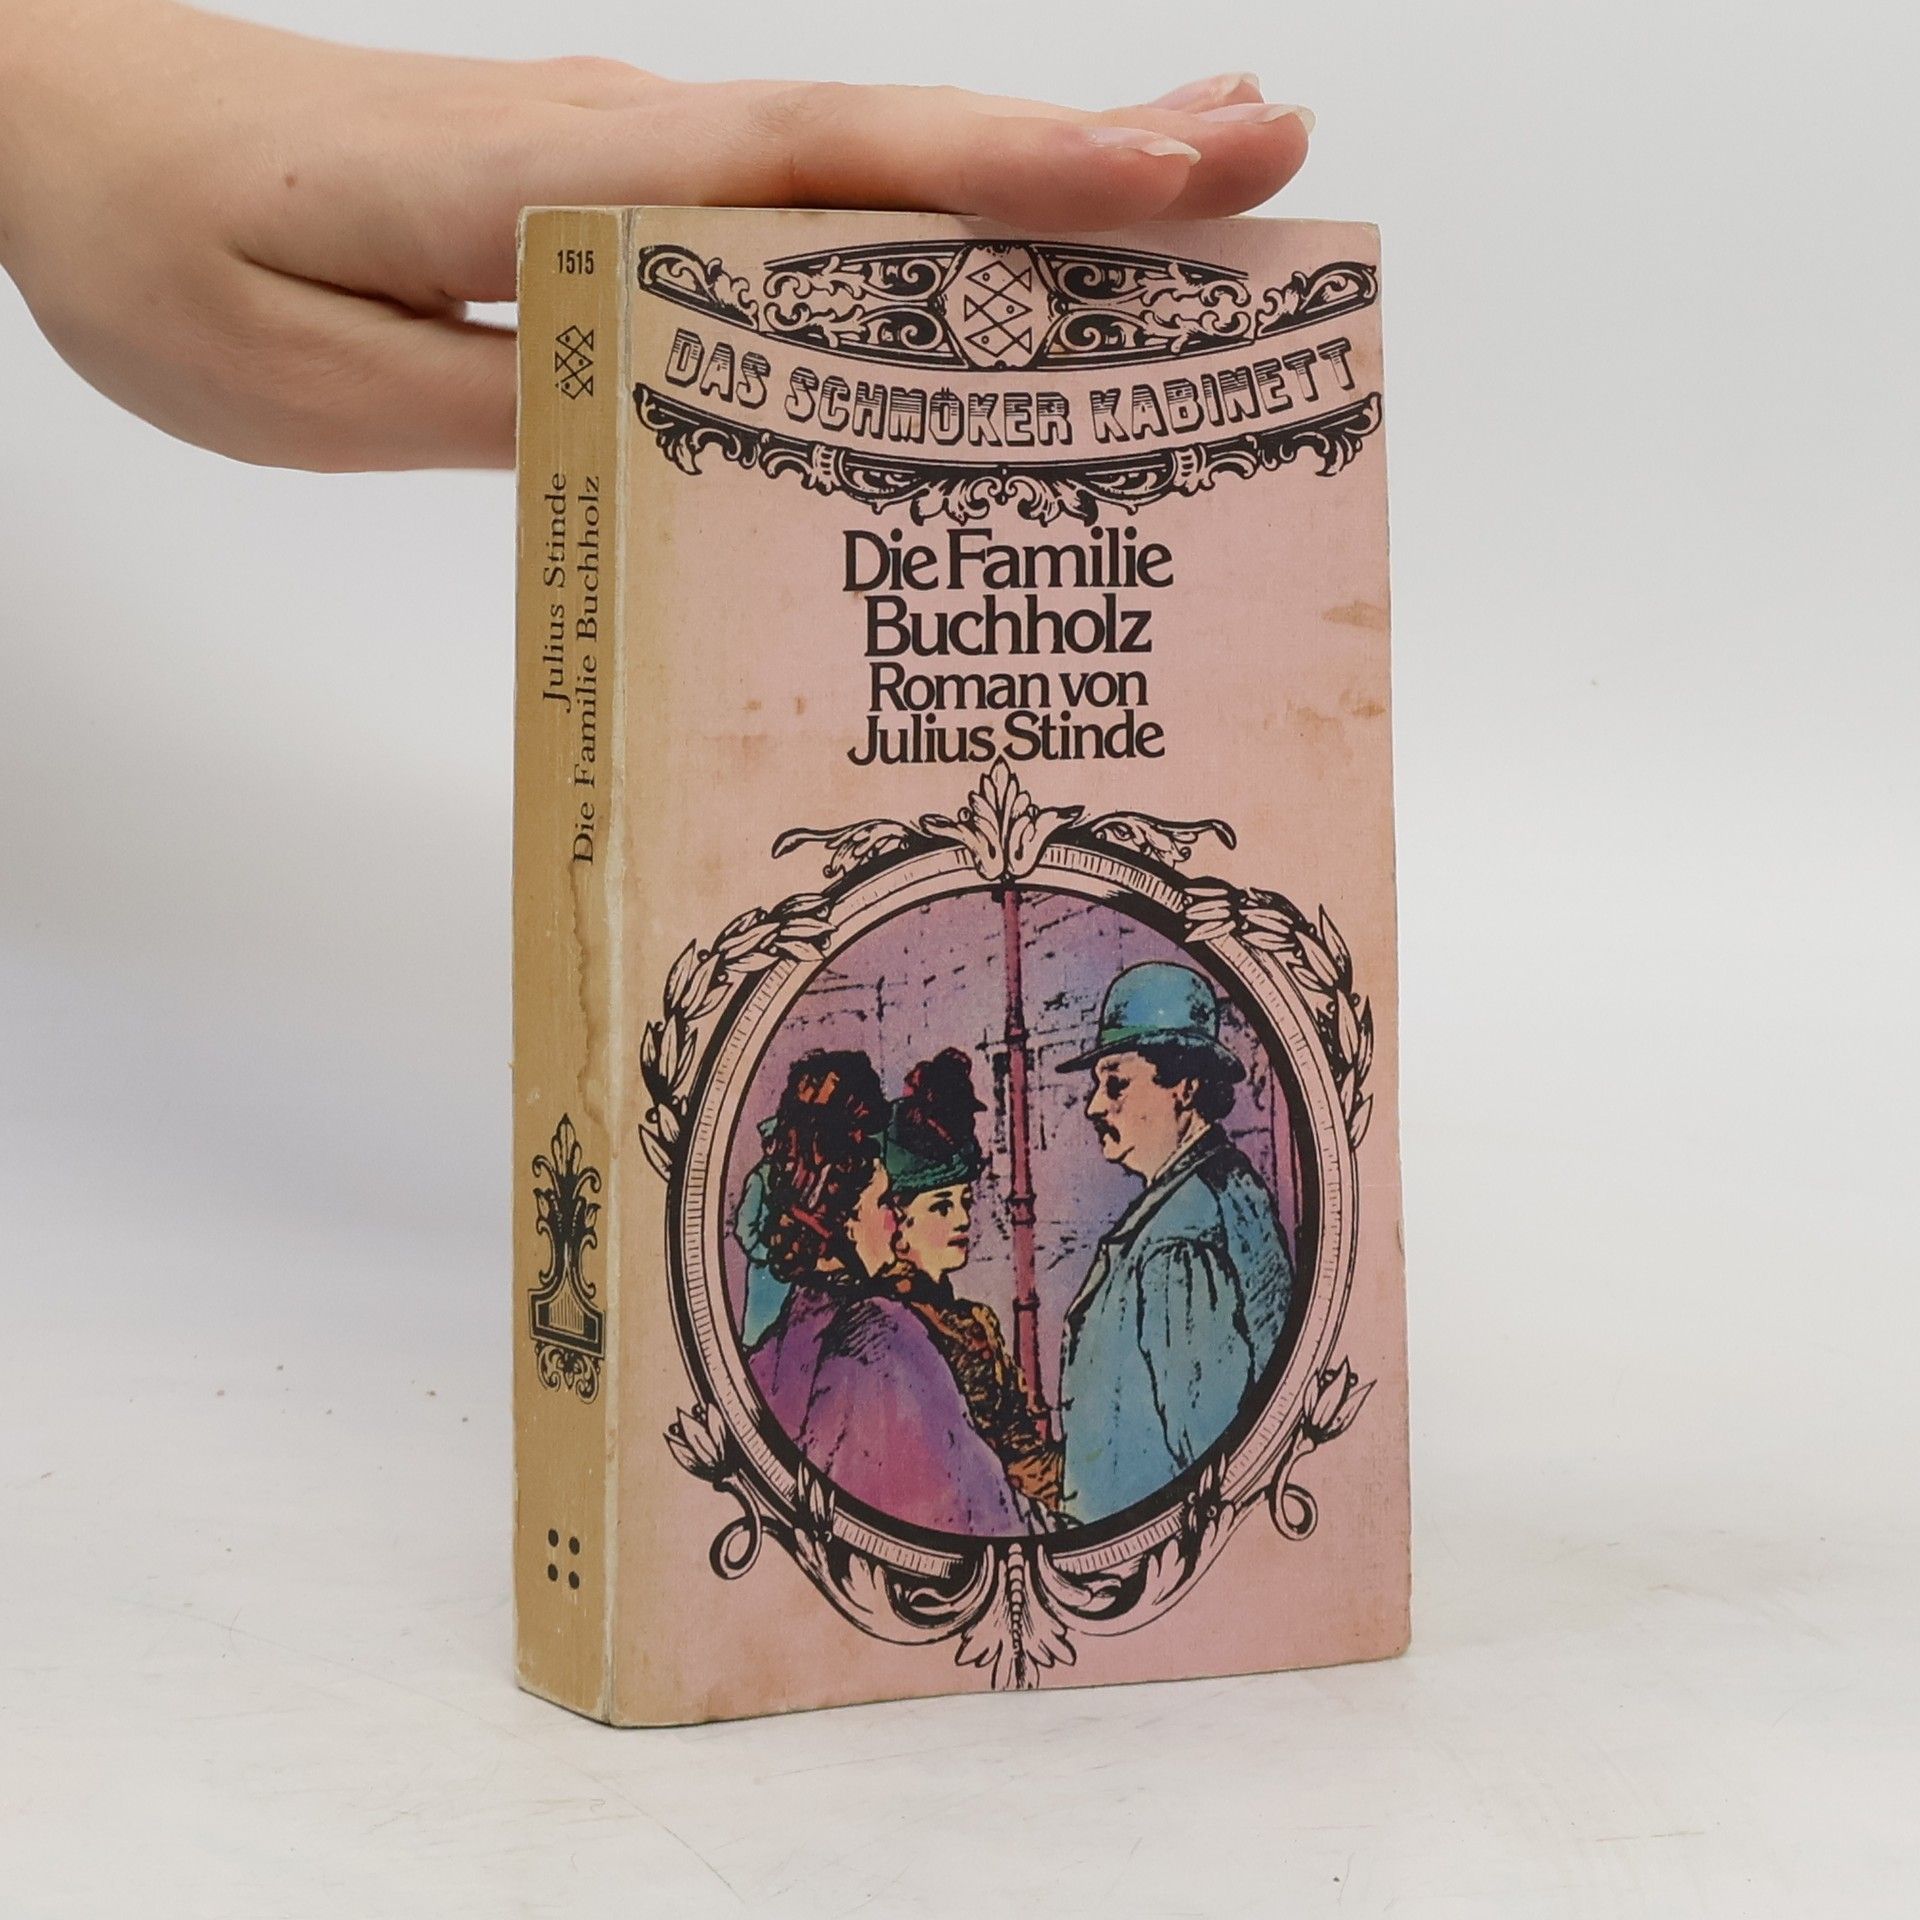 1515
Julius Stinde
Die Familie Buchholz
DAS SCHMÖKER KABINETT
Die Familie
Buchholz
Roman von
Julius Stinde